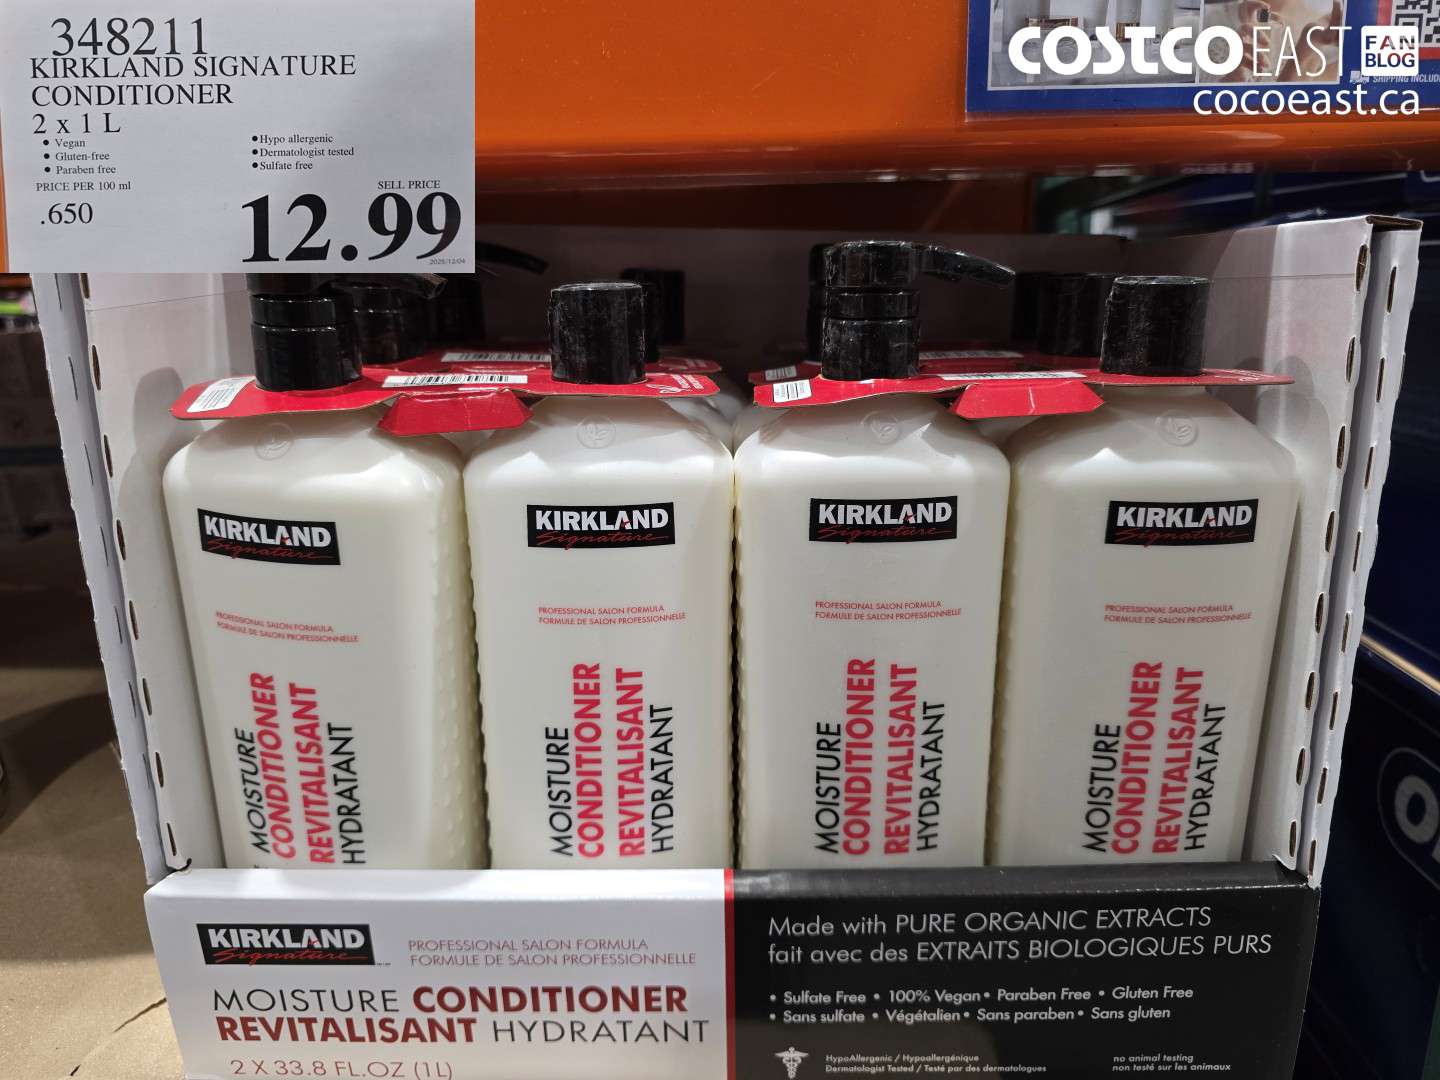 348211
KIRKLAND SIGNATURE
CONDITIONER
2 x 1 L
• Vegan
• Gluten-free
• Paraben free
• Hypo allergenic
• Dermatologist tested
• Sulfate free
PRICE PER 100 ml
.650
SELL PRICE
12.99
2025/12/04
COSTCO EAST FAN BLOG
cocoeast.ca
SHIPPING INCLUD
KIRKLAND
Signature
PROFESSIONAL SALON FORMULA
FORMULE DE SALON PROFESSIONNELLE
MOISTURE
CONDITIONER
REVITALISANT
HYDRATANT
KIRKLAND
Signature
PROFESSIONAL SALON FORMULA
FORMULE DE SALON PROFESSIONNELLE
MOISTURE
CONDITIONER
REVITALISANT
HYDRATANT
KIRKLAND
Signature
PROFESSIONAL SALON FORMULA
FORMULE DE SALON PROFESSIONNELLE
MOISTURE
CONDITIONER
REVITALISANT
HYDRATANT
KIRKLAND
Signature
PROFESSIONAL SALON FORMULA
FORMULE DE SALON PROFESSIONNELLE
MOISTURE
CONDITIONER
REVITALISANT
HYDRATANT
KIRKLAND
Signature
PROFESSIONAL SALON FORMULA
FORMULE DE SALON PROFESSIONNELLE
MOISTURE CONDITIONER
REVITALISANT HYDRATANT
2 X 33.8 FL.OZ (1L)
Made with PURE ORGANIC EXTRACTS
fait avec des EXTRAITS BIOLOGIQUES PURS
• Sulfate Free • 100% Vegan • Paraben Free • Gluten Free
• Sans sulfate • Végétalien • Sans paraben • Sans gluten
HypoAllergenic / Hypoallergénique
Dermatologist Tested / Testé par des dermatologues
no animal testing
non testé sur les animaux